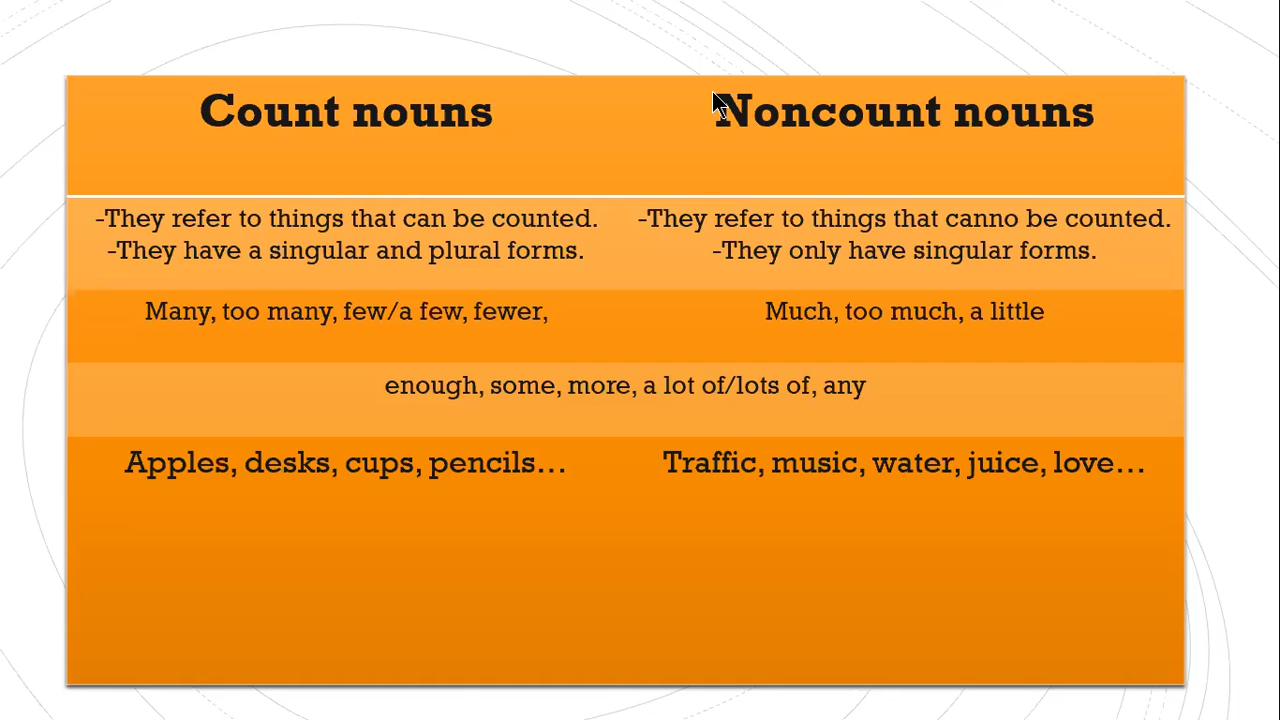 Count nouns
Noncount nouns
-They refer to things that can be counted.
-They have a singular and plural forms.
-They refer to things that canno be counted.
-They only have singular forms.
Many, too many, few/a few, fewer,
Much, too much, a little
enough, some, more, a lot of/lots of, any
Apples, desks, cups, pencils…
Traffic, music, water, juice, love…